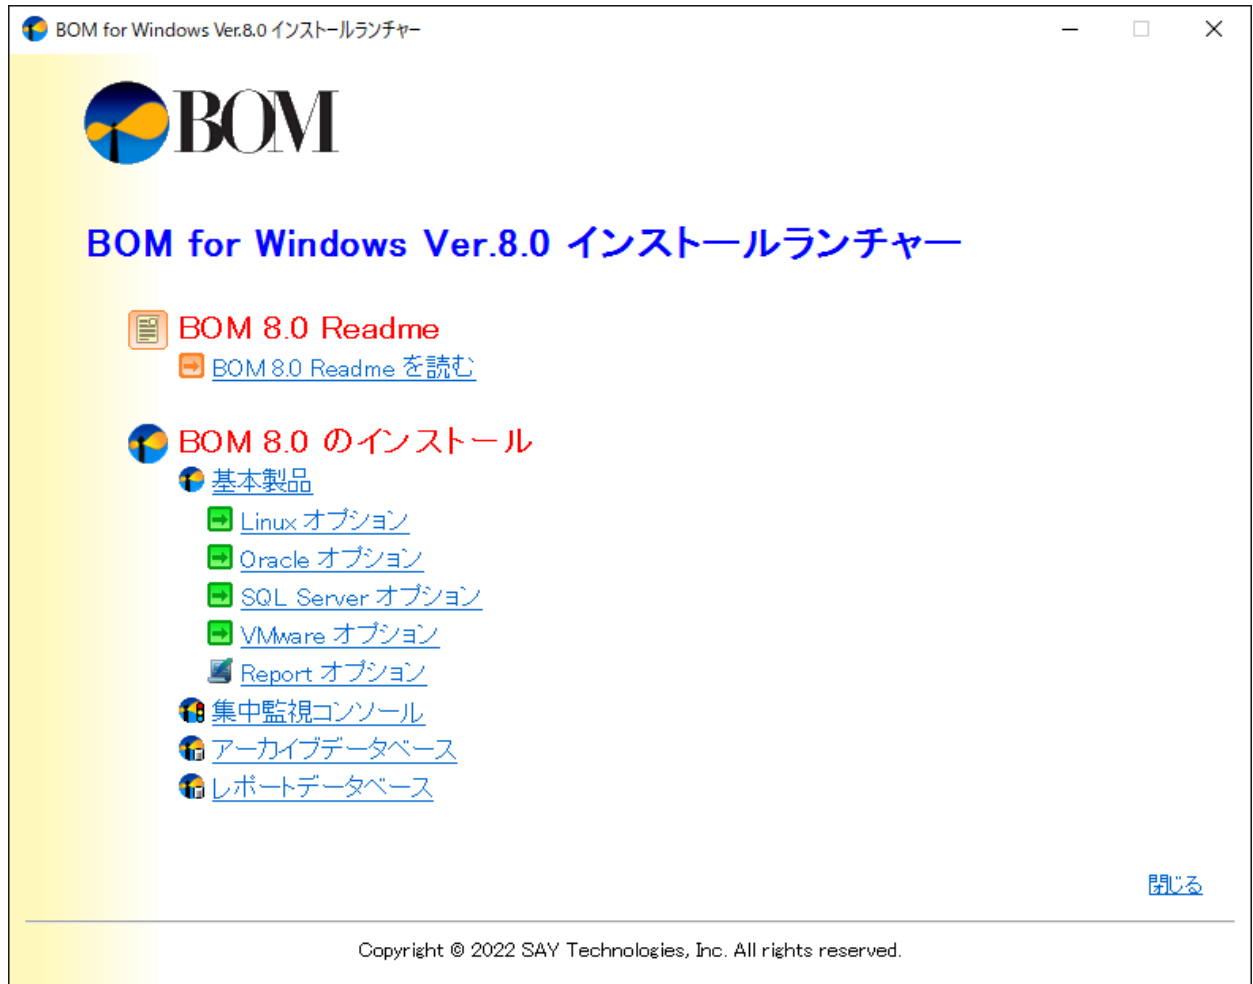 BOM for Windows Ver.8.0 インストールランチャー
BOM
BOM for Windows Ver.8.0 インストールランチャー
BOM 8.0 Readme
BOM 8.0 Readme を読む
BOM 8.0 のインストール
基本製品
Linux オプション
Oracle オプション
SQL Server オプション
VMware オプション
Report オプション
集中監視コンソール
アーカイブデータベース
レポートデータベース
閉じる
Copyright © 2022 SAY Technologies, Inc. All rights reserved.